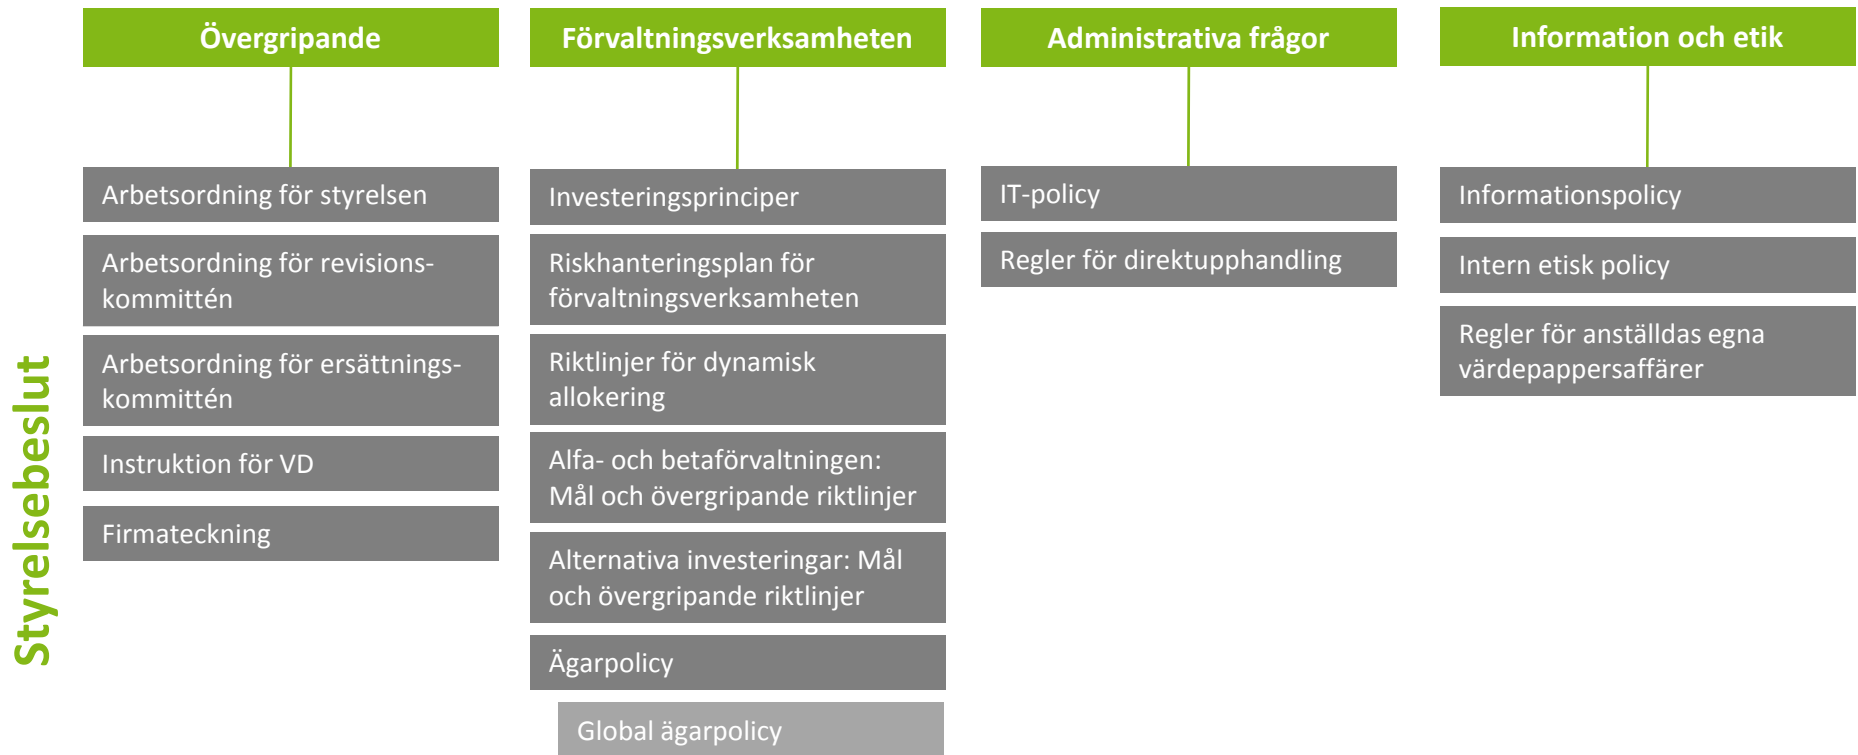 Styrelsebeslut
Övergripande
Arbetsordning för styrelsen
Arbetsordning för revisions-
kommittén
Arbetsordning för ersättnings-
kommittén
Instruktion för VD
Firmateckning
Förvaltningsverksamheten
Investeringsprinciper
Riskhanteringsplan för
förvaltningsverksamheten
Riktlinjer för dynamisk
allokering
Alfa- och betaförvaltningen:
Mål och övergripande riktlinjer
Alternativa investeringar: Mål
och övergripande riktlinjer
Ägarpolicy
Global ägarpolicy
Administrativa frågor
IT-policy
Regler för direktupphandling
Information och etik
Informationspolicy
Intern etisk policy
Regler för anställdas egna
värdepappersaffärer